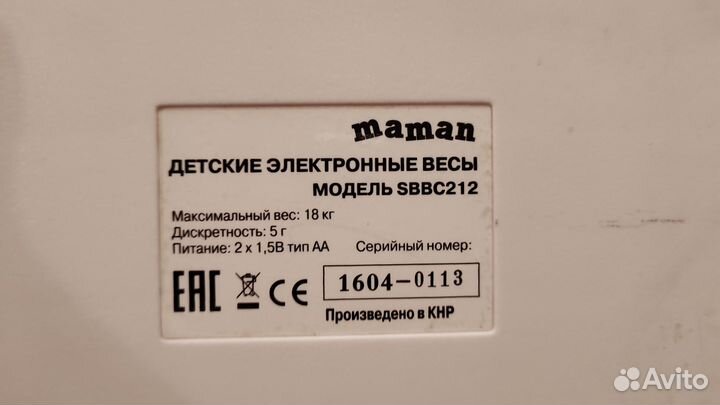 maman
ДЕТСКИЕ ЭЛЕКТРОННЫЕ ВЕСЫ
МОДЕЛЬ SBBC212
Максимальный вес: 18 кг
Дискретность: 5 г
Питание: 2 x 1,5В тип АА Серийный номер:
EAC CE 1604-0113
Произведено в КНР
Avito